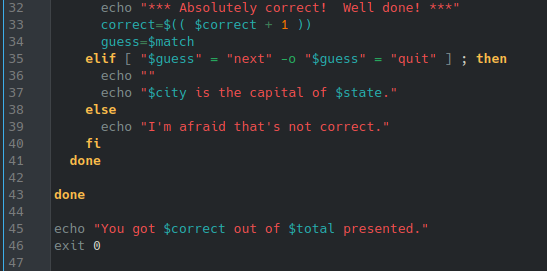 32 echo "*** Absolutely correct!  Well done! ***"
33 correct=$(( $correct + 1 ))
34 guess=$match
35 elif [ "$guess" = "next" -o "$guess" = "quit" ] ; then
36 echo ""
37 echo "$city is the capital of $state."
38 else
39 echo "I'm afraid that's not correct."
40 fi
41 done
42
43 done
44
45 echo "You got $correct out of $total presented."
46 exit 0
47